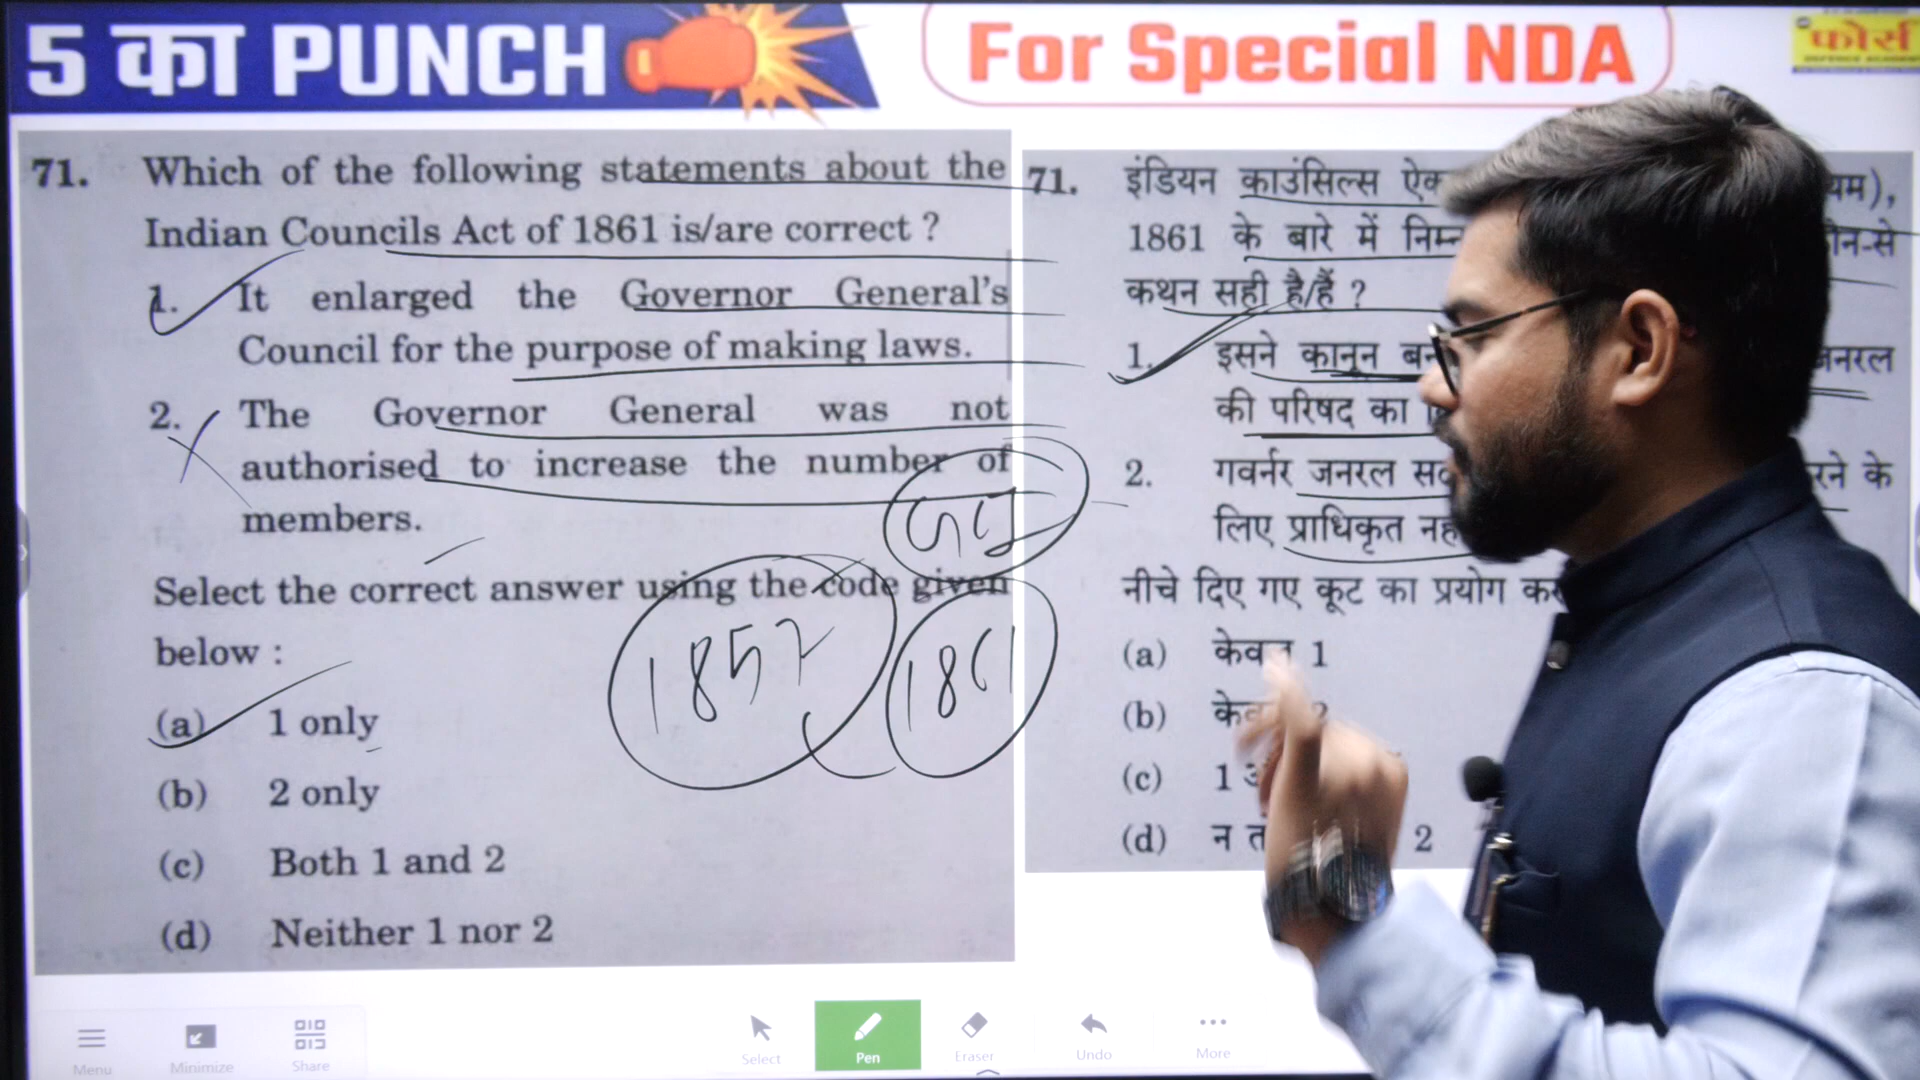 5 का PUNCH
For Special NDA
फोर्स
71. Which of the following statements about the
Indian Councils Act of 1861 is/are correct ?
1. It enlarged the Governor General's
Council for the purpose of making laws.
2. The Governor General was not
authorised to increase the number of
members.
Select the correct answer using the code given
below :
(a) 1 only
(b) 2 only
(c) Both 1 and 2
(d) Neither 1 nor 2
1857
1861
71. इंडियन काउंसिल्स
1861 के बारे में
कथन सही है/हैं ?
1. इसने कानून
की परिषद का
2. गवर्नर जनरल
लिए प्राधिकृत
नीचे दिए गए कूट का प्रयोग
(a) केवल 1
(b)
(c) 1
(d) न 2
Menu
Minimize
Share
Select
Pen
Eraser
Undo
More